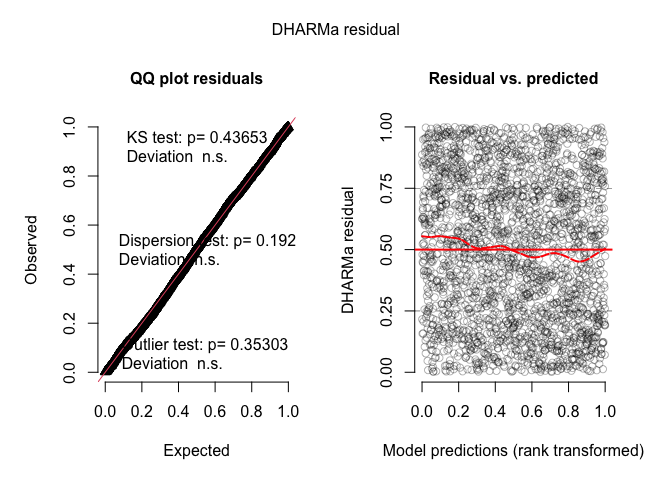 DHARMa residual
QQ plot residuals
KS test: p= 0.43653
Deviation n.s.
Dispersion test: p= 0.192
Deviation n.s.
Outlier test: p= 0.35303
Deviation n.s.
Observed
0.0 0.2 0.4 0.6 0.8 1.0
0.0 0.2 0.4 0.6 0.8 1.0
Expected
Residual vs. predicted
DHARMa residual
0.00 0.25 0.50 0.75 1.00
0.0 0.2 0.4 0.6 0.8 1.0
Model predictions (rank transformed)